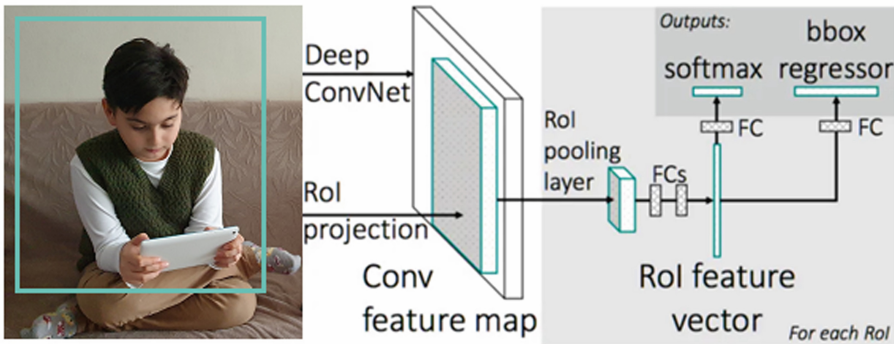 Deep
ConvNet
RoI
projection
Conv
feature map
RoI
pooling
layer
FCs
RoI feature
vector
For each RoI
Outputs:
softmax
bbox
regressor
FC
FC